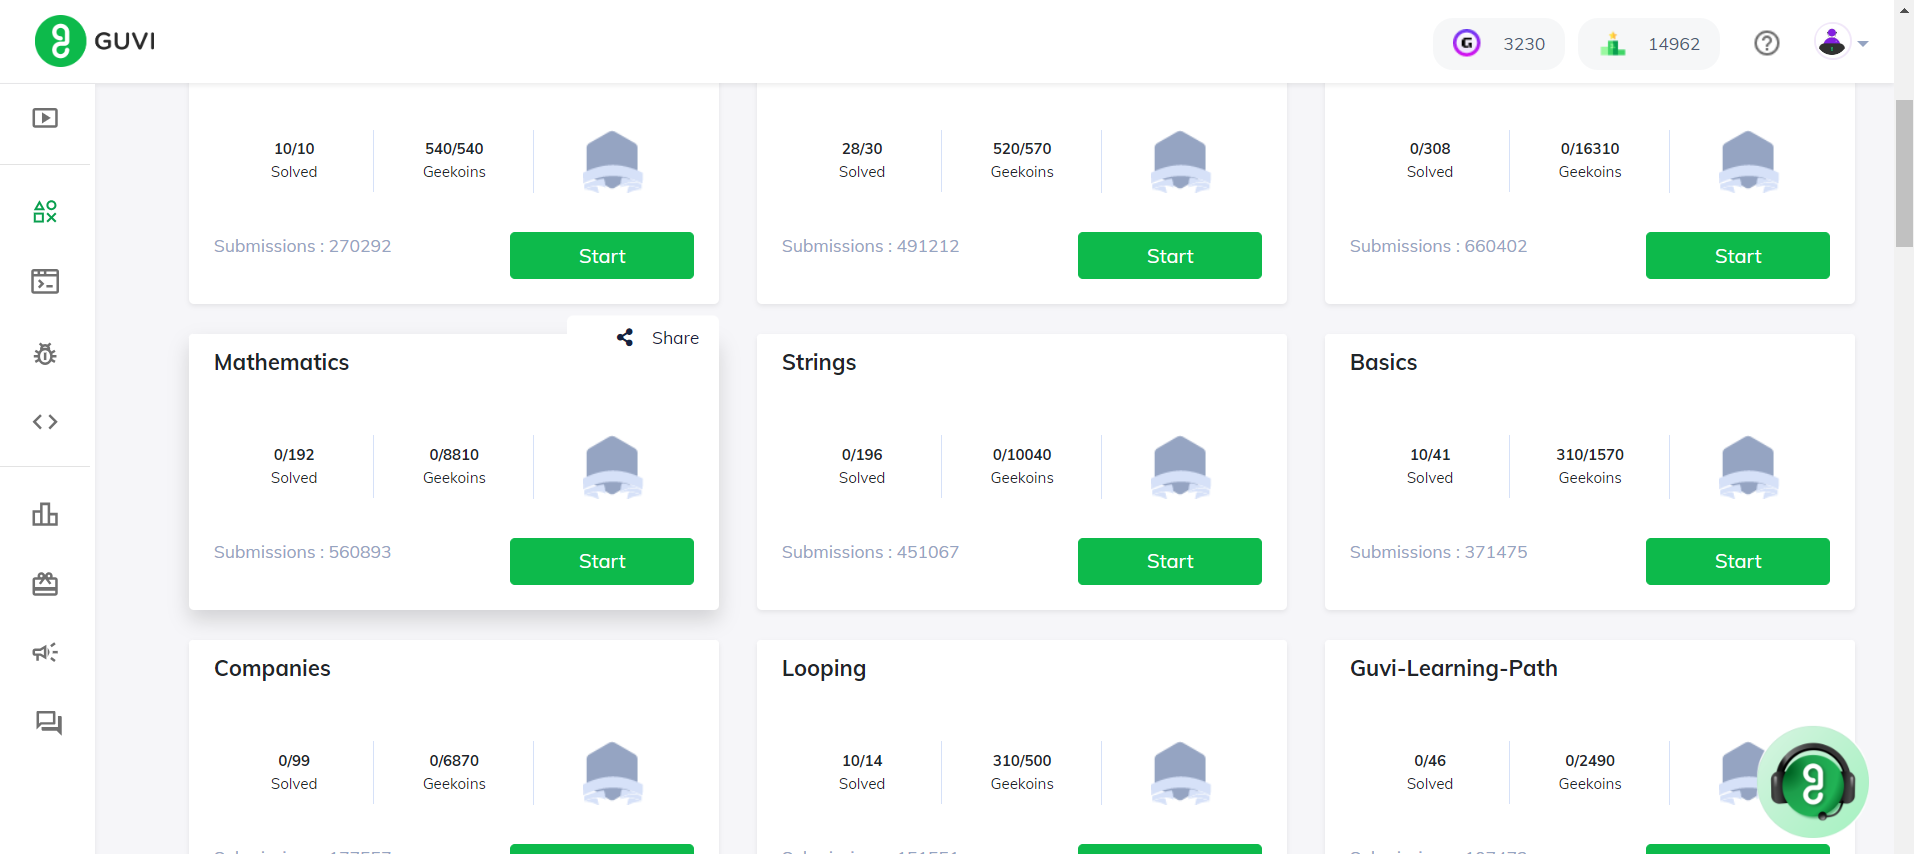 GUVI
3230
14962
10/10
Solved
540/540
Geekoins
Submissions : 270292
Start
28/30
Solved
520/570
Geekoins
Submissions : 491212
Start
0/308
Solved
0/16310
Geekoins
Submissions : 660402
Start
Share
Mathematics
0/192
Solved
0/8810
Geekoins
Submissions : 560893
Start
Strings
0/196
Solved
0/10040
Geekoins
Submissions : 451067
Start
Basics
10/41
Solved
310/1570
Geekoins
Submissions : 371475
Start
Companies
0/99
Solved
0/6870
Geekoins
Looping
10/14
Solved
310/500
Geekoins
Guvi-Learning-Path
0/46
Solved
0/2490
Geekoins